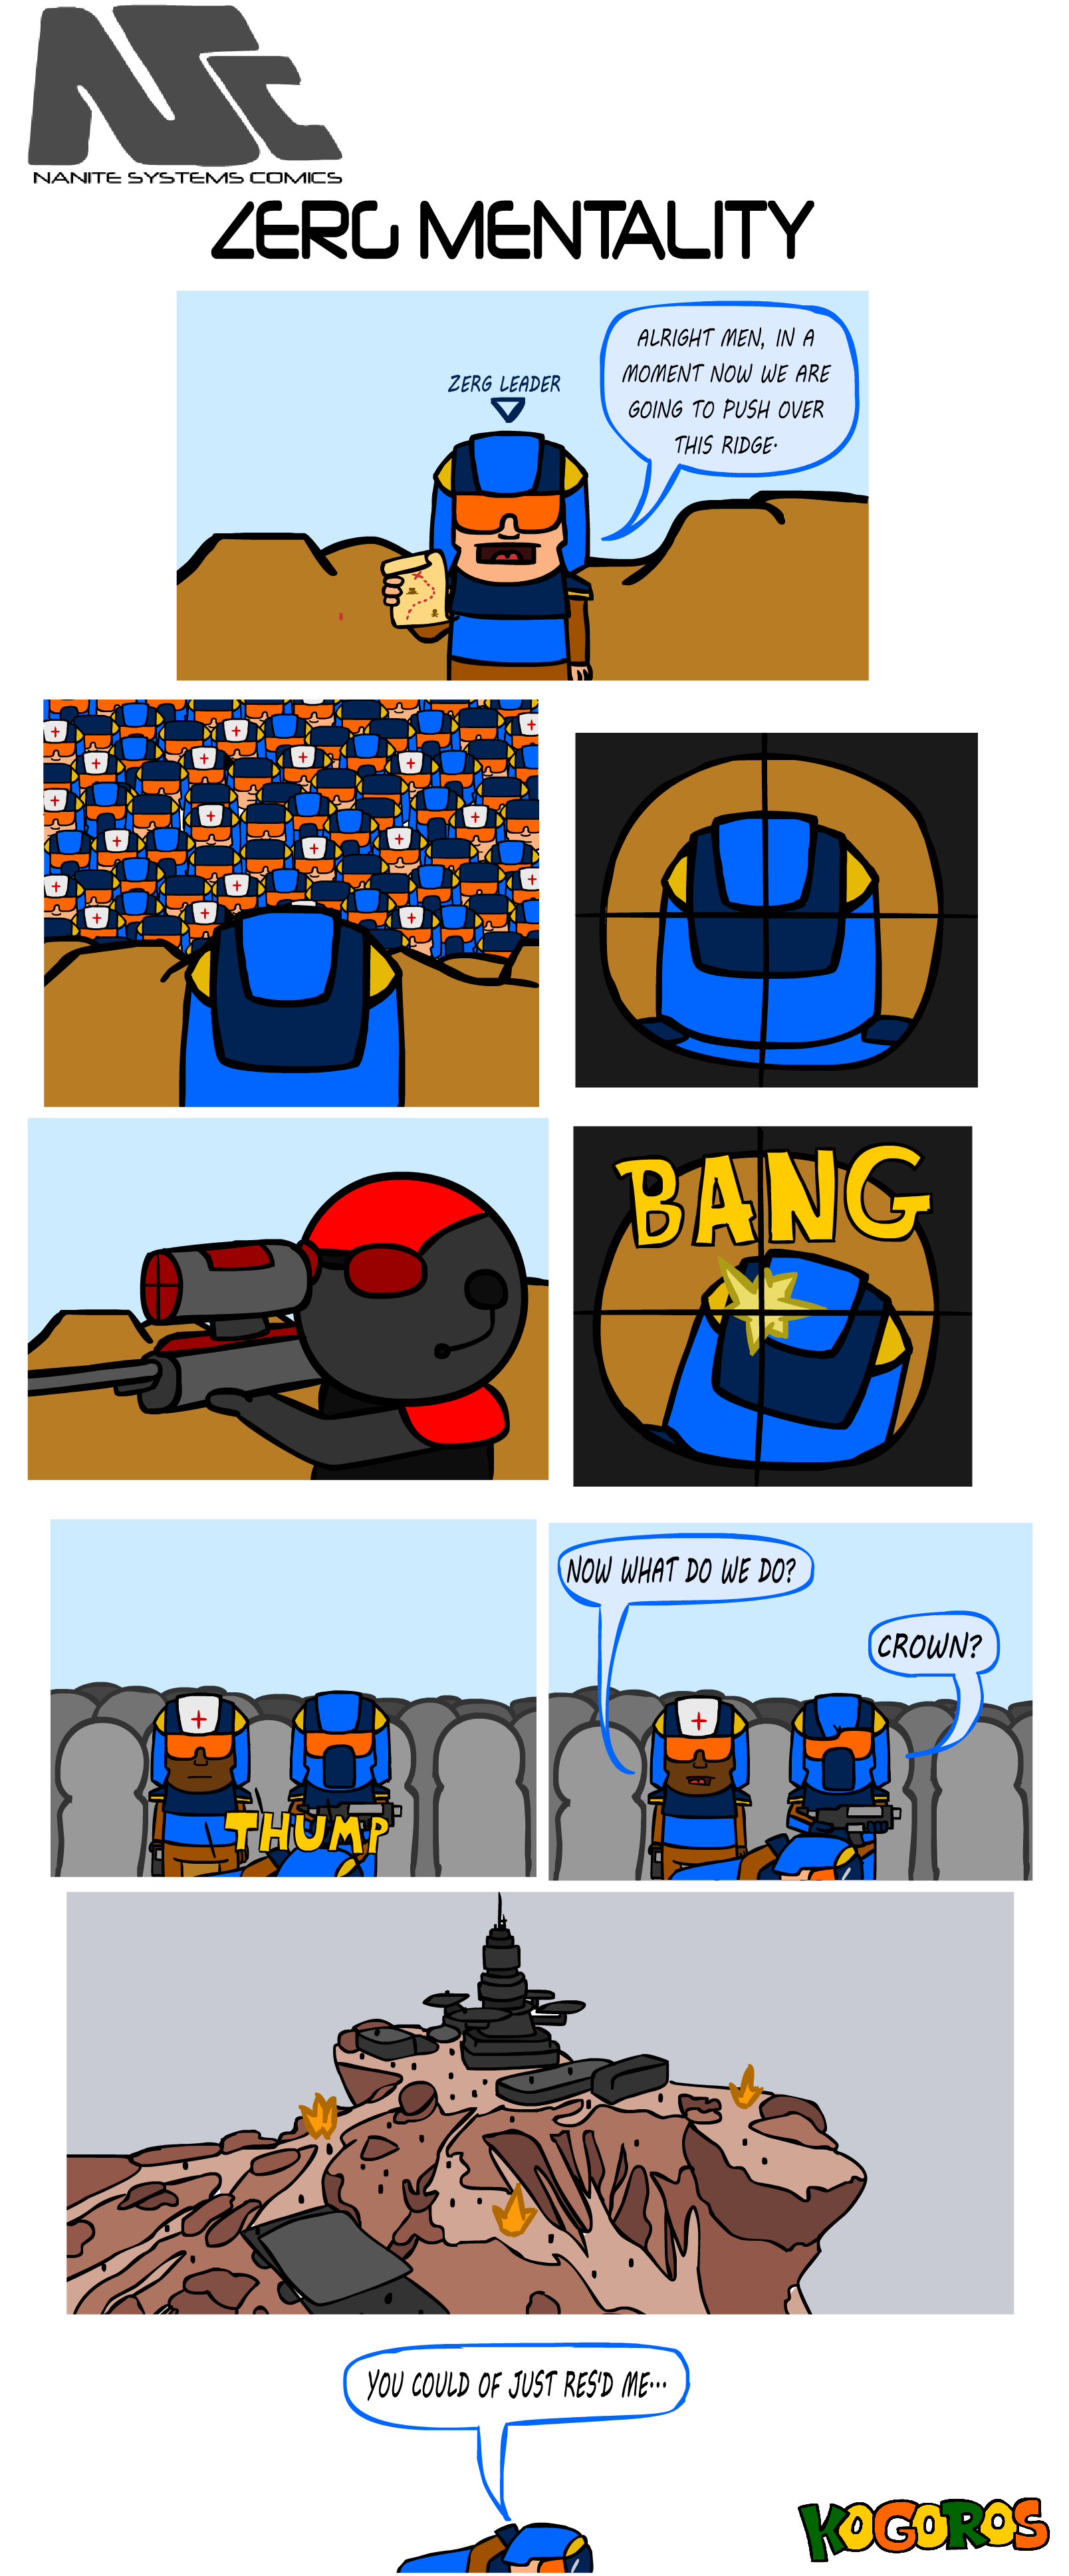 NSC
NANITE SYSTEMS COMICS
ZERG MENTALITY
ZERG LEADER
ALRIGHT MEN, IN A
MOMENT NOW WE ARE
GOING TO PUSH OVER
THIS RIDGE.
BANG
THUMP
NOW WHAT DO WE DO?
CROWN?
YOU COULD OF JUST RES'D ME...
KOGOROS